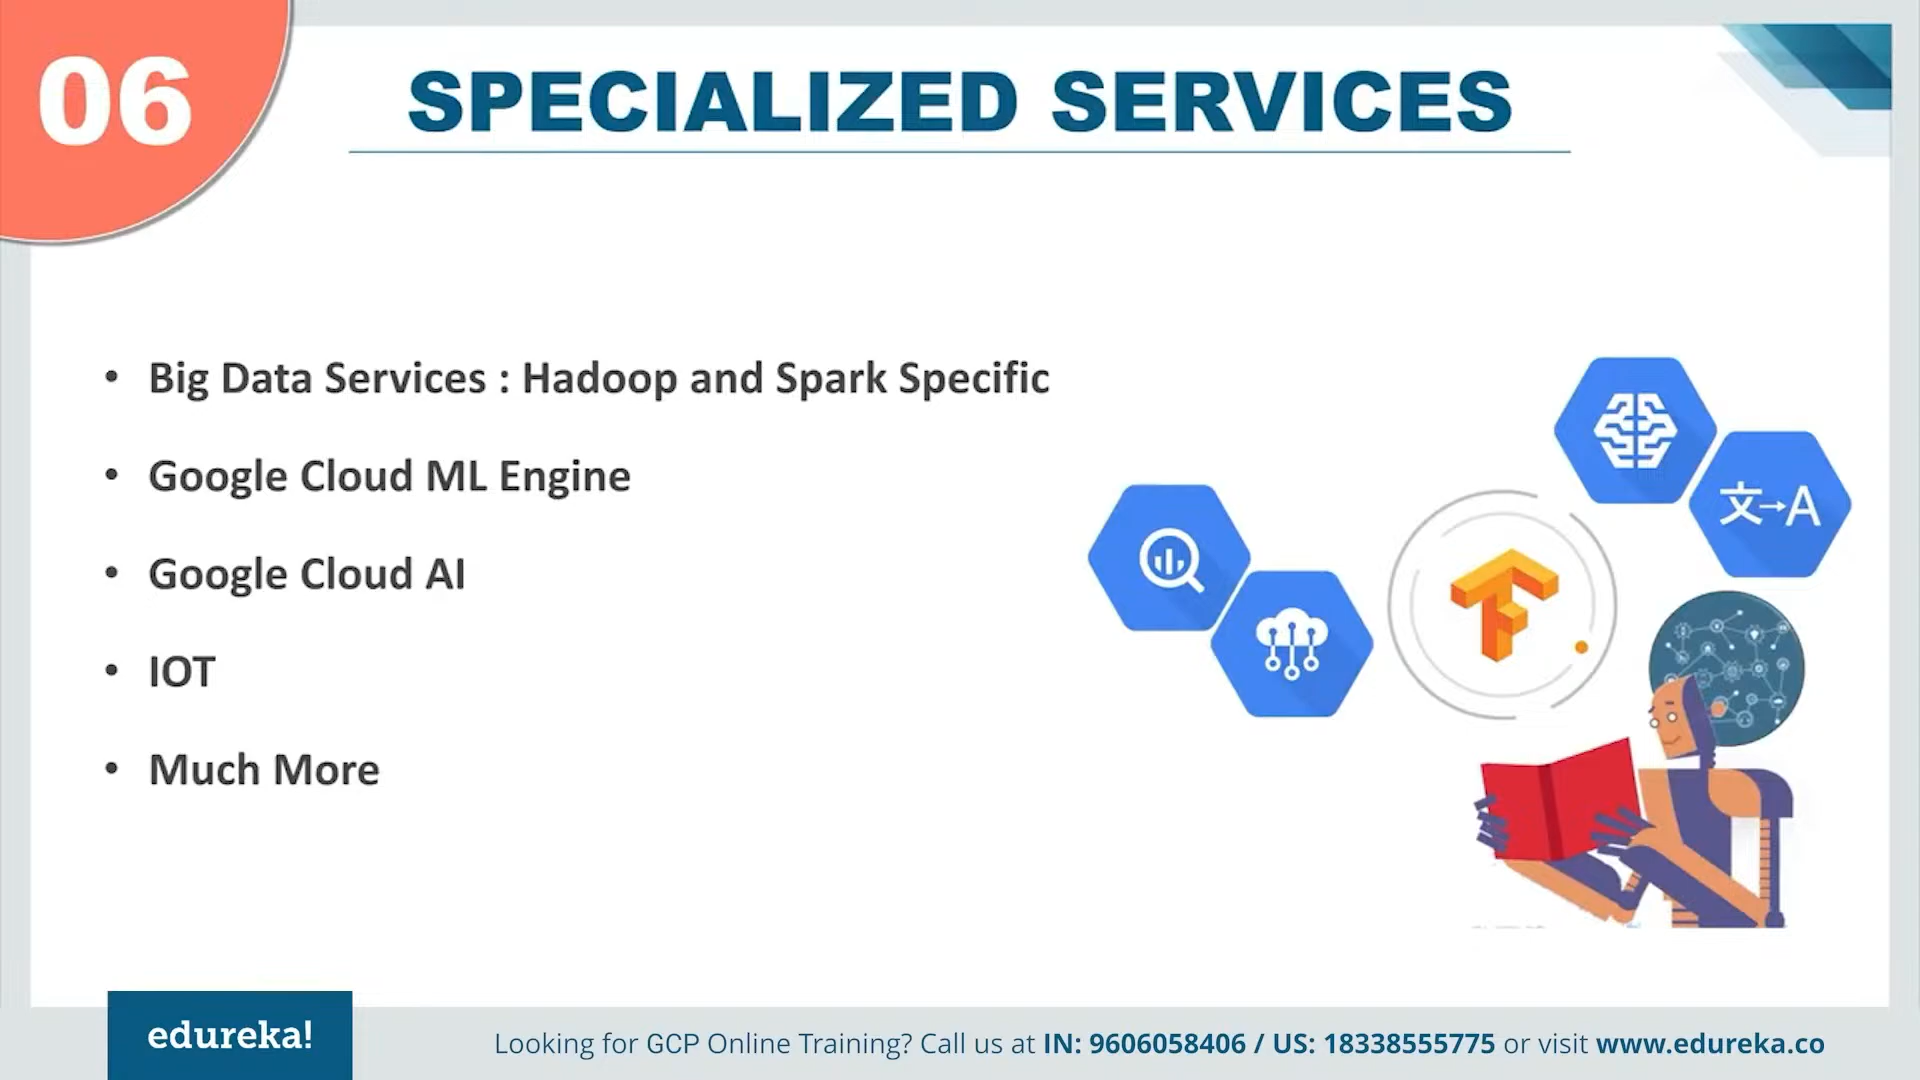 06
SPECIALIZED SERVICES
• Big Data Services : Hadoop and Spark Specific
• Google Cloud ML Engine
• Google Cloud AI
• IOT
• Much More
文→A
edureka!
Looking for GCP Online Training? Call us at IN: 9606058406 / US: 18338555775 or visit www.edureka.co